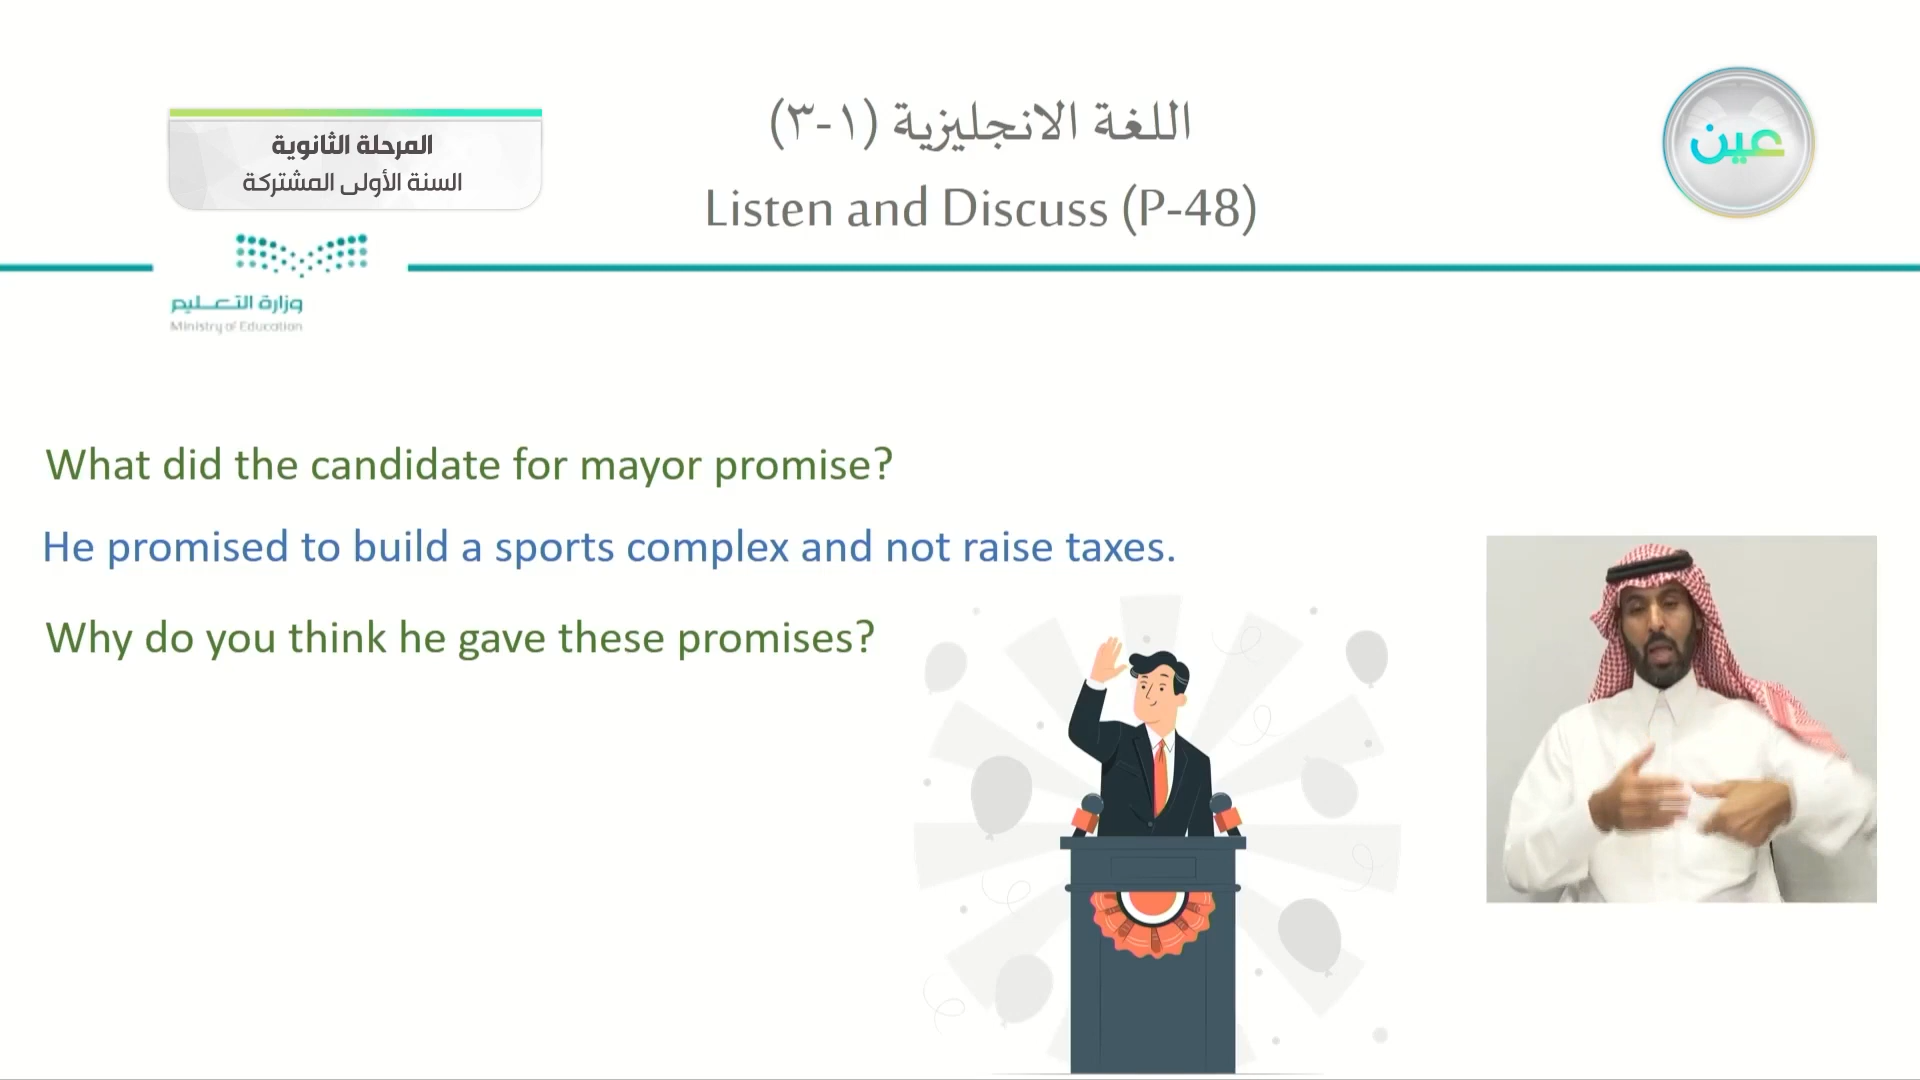 المرحلة الثانوية
السنة الأولى المشتركة
اللغة الانجليزية (١-٣)
Listen and Discuss (P-48)
عين
وزارة التعليم
Ministry of Education
What did the candidate for mayor promise?
He promised to build a sports complex and not raise taxes.
Why do you think he gave these promises?